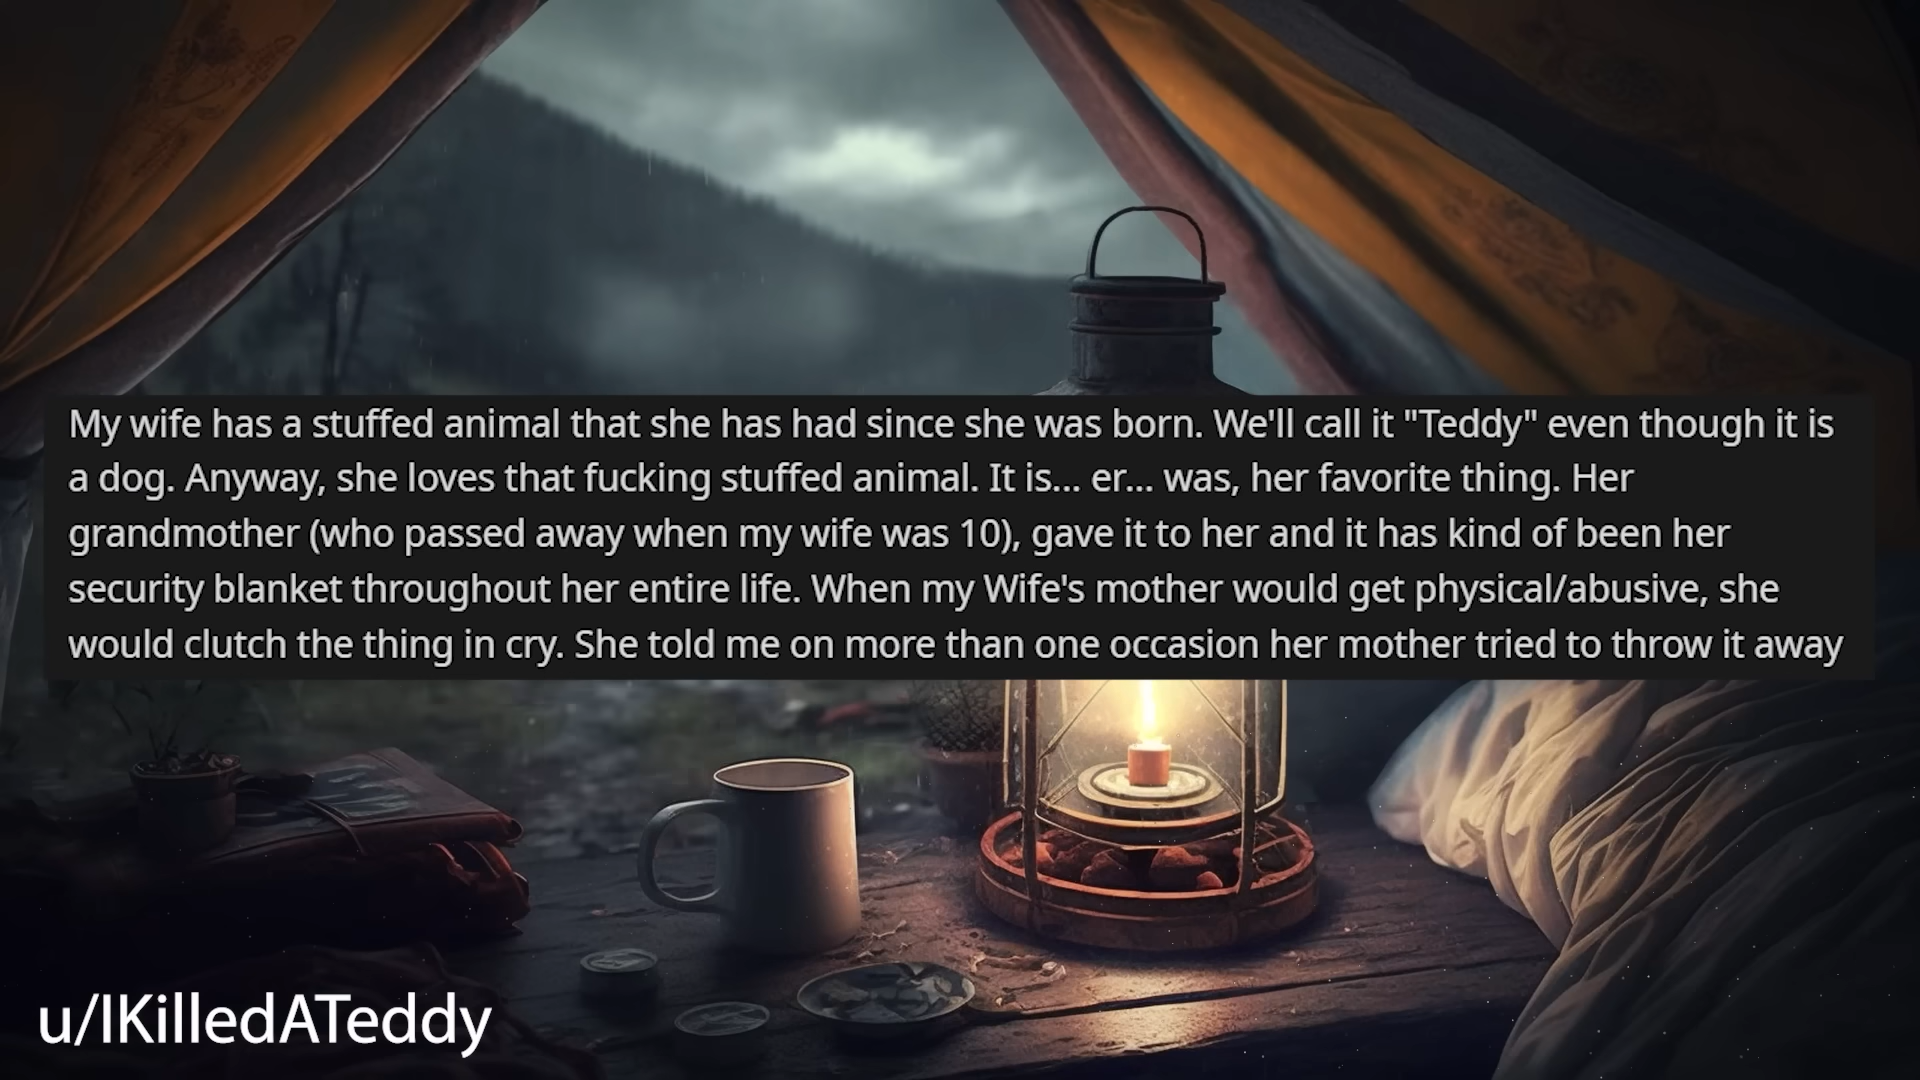 My wife has a stuffed animal that she has had since she was born. We'll call it "Teddy" even though it is
a dog. Anyway, she loves that fucking stuffed animal. It is... er... was, her favorite thing. Her
grandmother (who passed away when my wife was 10), gave it to her and it has kind of been her
security blanket throughout her entire life. When my Wife's mother would get physical/abusive, she
would clutch the thing in cry. She told me on more than one occasion her mother tried to throw it away
u/IKilledATeddy